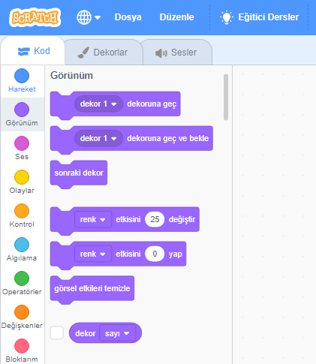 SCRATCH
Dosya
Düzenle
Eğitici Dersler
Kod
Dekorlar
Sesler
Hareket
Görünüm
Ses
Olaylar
Kontrol
Algılama
Operatörler
Değişkenler
Bloklarım
Görünüm
dekor 1 dekoruna geç
dekor 1 dekoruna geç ve bekle
sonraki dekor
renk etkisini 25 değiştir
renk etkisini 0 yap
görsel etkileri temizle
dekor sayı